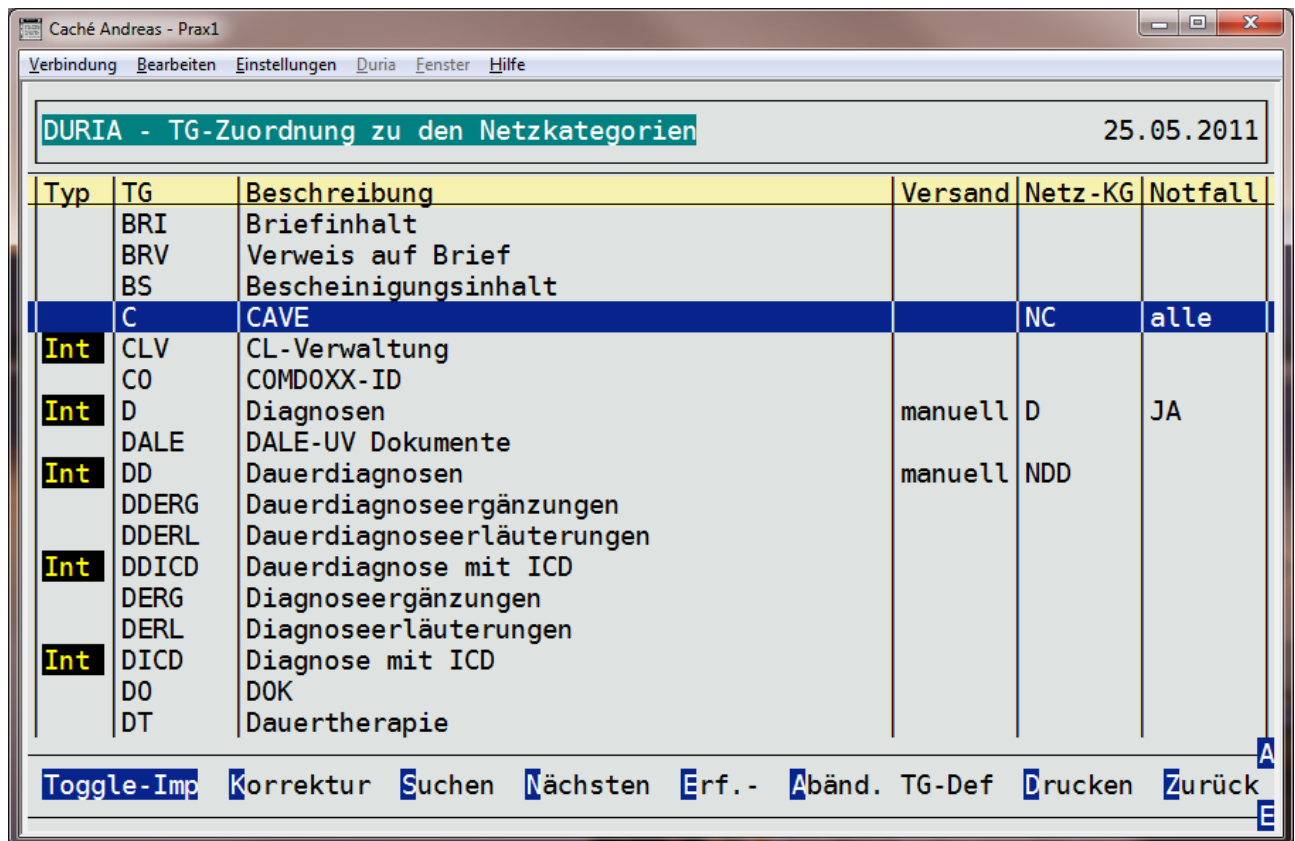 Caché Andreas - Prax1
Verbindung Bearbeiten Einstellungen Duria Fenster Hilfe
DURIA - TG-Zuordnung zu den Netzkategorien 25.05.2011
Typ TG Beschreibung Versand Netz-KG Notfall
BRI Briefinhalt
BRV Verweis auf Brief
BS Bescheinigungsinhalt
C CAVE NC alle
Int CLV CL-Verwaltung
CO COMDOXX-ID
Int D Diagnosen manuell D JA
DALE DALE-UV Dokumente
Int DD Dauerdiagnosen manuell NDD
DDERG Dauerdiagnoseergänzungen
DDERL Dauerdiagnoseerläuterungen
Int DDICD Dauerdiagnose mit ICD
DERG Diagnoseergänzungen
DERL Diagnoseerläuterungen
Int DICD Diagnose mit ICD
DO DOK
DT Dauertherapie
A
Toggle-Imp Korrektur Suchen Nächsten Erf.- Abänd. TG-Def Drucken Zurück
E